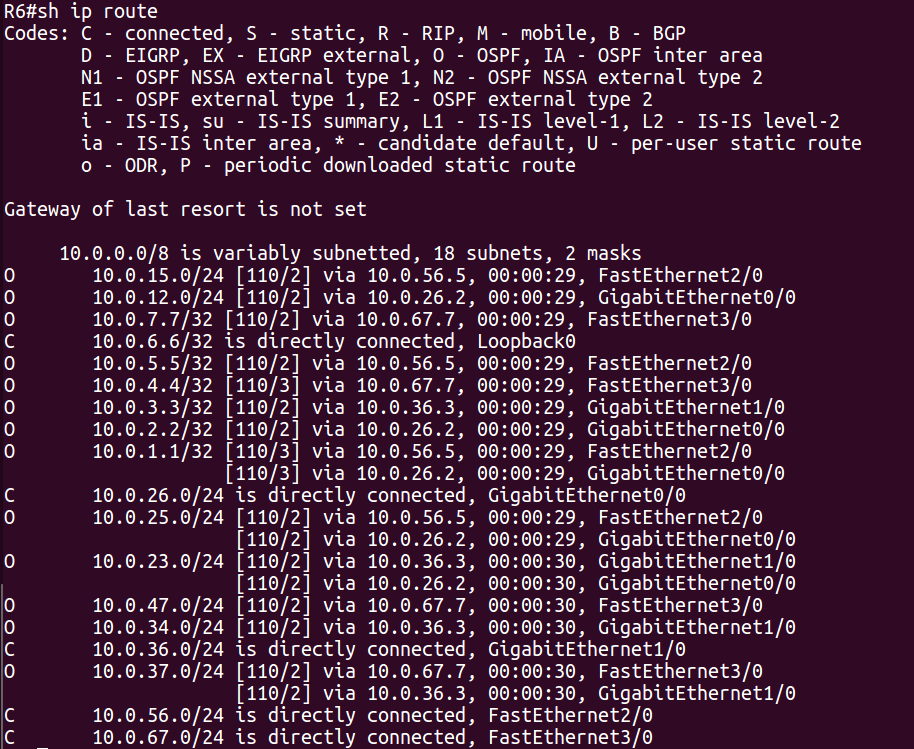 R6#sh ip route
Codes: C - connected, S - static, R - RIP, M - mobile, B - BGP
       D - EIGRP, EX - EIGRP external, O - OSPF, IA - OSPF inter area
       N1 - OSPF NSSA external type 1, N2 - OSPF NSSA external type 2
       E1 - OSPF external type 1, E2 - OSPF external type 2
       i - IS-IS, su - IS-IS summary, L1 - IS-IS level-1, L2 - IS-IS level-2
       ia - IS-IS inter area, * - candidate default, U - per-user static route
       o - ODR, P - periodic downloaded static route

Gateway of last resort is not set

     10.0.0.0/8 is variably subnetted, 18 subnets, 2 masks
O       10.0.15.0/24 [110/2] via 10.0.56.5, 00:00:29, FastEthernet2/0
O       10.0.12.0/24 [110/2] via 10.0.26.2, 00:00:29, GigabitEthernet0/0
O       10.0.7.7/32 [110/2] via 10.0.67.7, 00:00:29, FastEthernet3/0
C       10.0.6.6/32 is directly connected, Loopback0
O       10.0.5.5/32 [110/2] via 10.0.56.5, 00:00:29, FastEthernet2/0
O       10.0.4.4/32 [110/3] via 10.0.67.7, 00:00:29, FastEthernet3/0
O       10.0.3.3/32 [110/2] via 10.0.36.3, 00:00:29, GigabitEthernet1/0
O       10.0.2.2/32 [110/2] via 10.0.26.2, 00:00:29, GigabitEthernet0/0
O       10.0.1.1/32 [110/3] via 10.0.56.5, 00:00:29, FastEthernet2/0
                    [110/3] via 10.0.26.2, 00:00:29, GigabitEthernet0/0
C       10.0.26.0/24 is directly connected, GigabitEthernet0/0
O       10.0.25.0/24 [110/2] via 10.0.56.5, 00:00:29, FastEthernet2/0
                     [110/2] via 10.0.26.2, 00:00:29, GigabitEthernet0/0
O       10.0.23.0/24 [110/2] via 10.0.36.3, 00:00:30, GigabitEthernet1/0
                     [110/2] via 10.0.26.2, 00:00:30, GigabitEthernet0/0
O       10.0.47.0/24 [110/2] via 10.0.67.7, 00:00:30, FastEthernet3/0
O       10.0.34.0/24 [110/2] via 10.0.36.3, 00:00:30, GigabitEthernet1/0
C       10.0.36.0/24 is directly connected, GigabitEthernet1/0
O       10.0.37.0/24 [110/2] via 10.0.67.7, 00:00:30, FastEthernet3/0
                     [110/2] via 10.0.36.3, 00:00:30, GigabitEthernet1/0
C       10.0.56.0/24 is directly connected, FastEthernet2/0
C       10.0.67.0/24 is directly connected, FastEthernet3/0